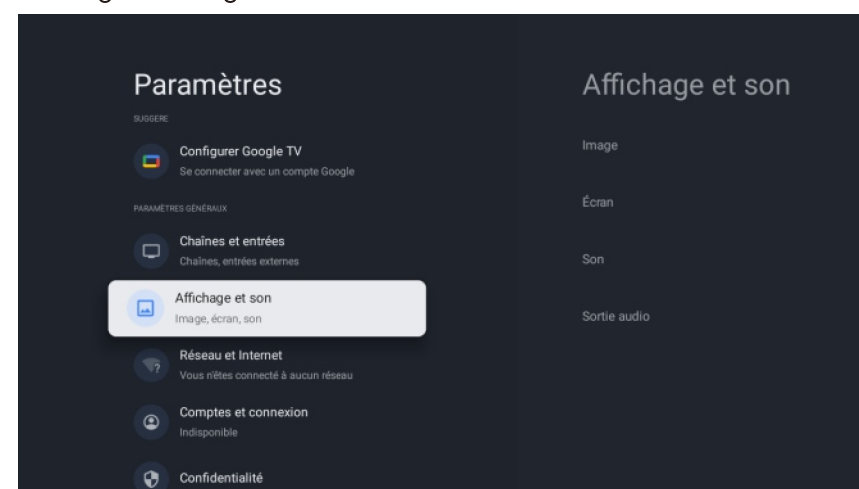 Paramètres
SUGGÉRÉ
Configurer Google TV
Se connecter avec un compte Google
PARAMÈTRES GÉNÉRAUX
Chaînes et entrées
Chaînes, entrées externes
Affichage et son
Image, écran, son
Réseau et Internet
Vous n'êtes connecté à aucun réseau
Comptes et connexion
Indisponible
Confidentialité
Affichage et son
Image
Écran
Son
Sortie audio